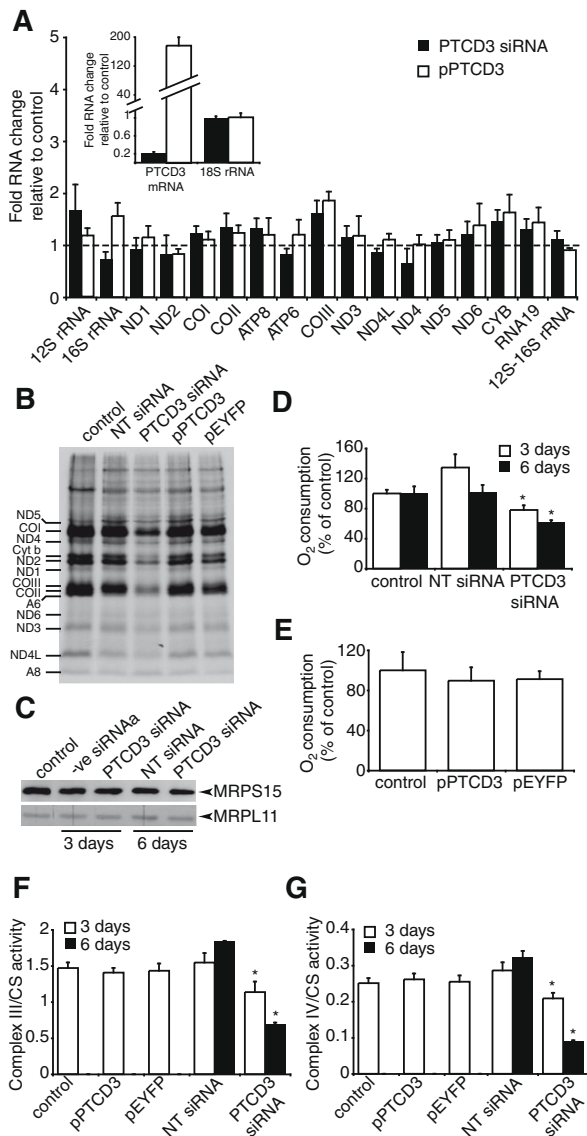 A
5
4
3
2
1
0
Fold RNA change
relative to control
200
120
40
1
0.6
0.2
Fold RNA change
relative to control
PTCD3
mRNA
18S rRNA
PTCD3 siRNA
pPTCD3
12S rRNA
16S rRNA
ND1
ND2
COI
COII
ATP8
ATP6
COIII
ND3
ND4L
ND4
ND5
ND6
CYB
RNA19
12S-16S rRNA
B
control
NT siRNA
PTCD3 siRNA
pPTCD3
pEYFP
ND5
COI
ND4
Cyt b
ND2
ND1
COIII
COII
A6
ND6
ND3
ND4L
A8
C
control
-ve siRNAa
PTCD3 siRNA
NT siRNA
PTCD3 siRNA
MRPS15
MRPL11
3 days
6 days
D
160
120
80
40
0
O2 consumption
(% of control)
3 days
6 days
* *
control
NT siRNA
PTCD3
siRNA
E
120
80
40
0
O2 consumption
(% of control)
control
pPTCD3
pEYFP
F
2
1.5
1
0.5
0
Complex III/CS activity
3 days
6 days
*
*
control
pPTCD3
pEYFP
NT siRNA
PTCD3
siRNA
G
0.4
0.3
0.2
0.1
0
Complex IV/CS activity
3 days
6 days
*
*
control
pPTCD3
pEYFP
NT siRNA
PTCD3
siRNA